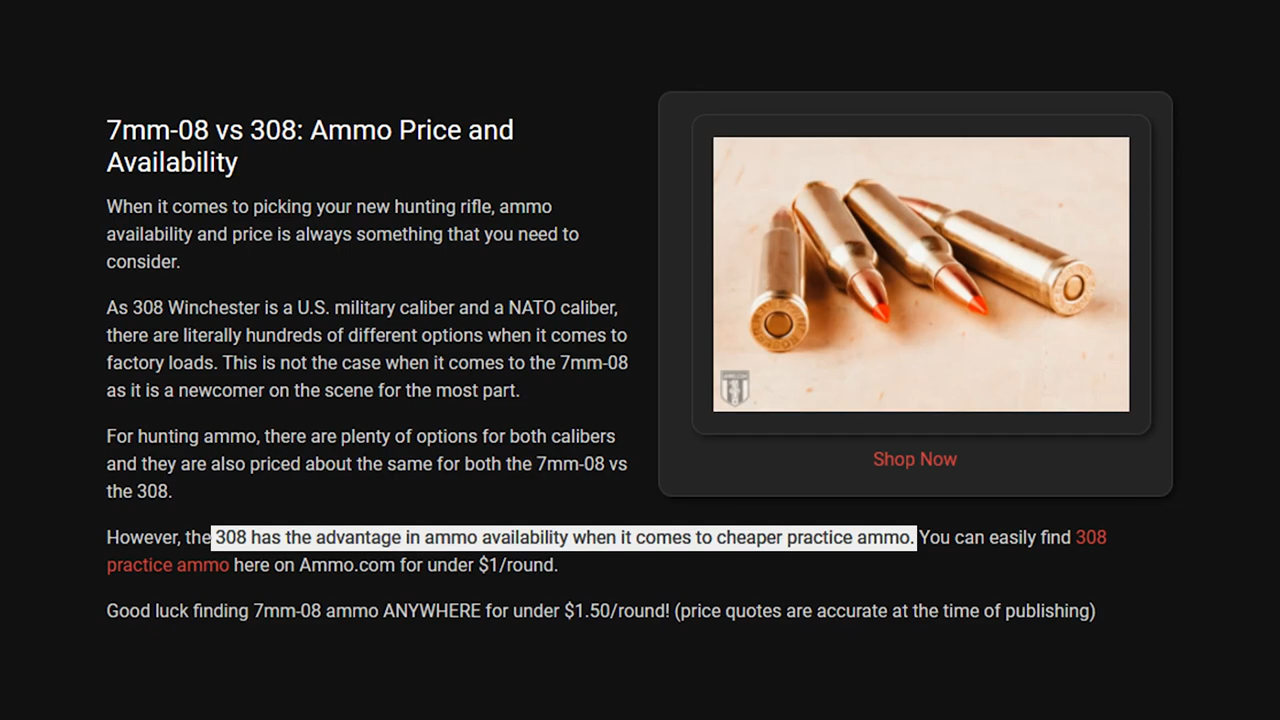 7mm-08 vs 308: Ammo Price and
Availability
When it comes to picking your new hunting rifle, ammo
availability and price is always something that you need to
consider.
As 308 Winchester is a U.S. military caliber and a NATO caliber,
there are literally hundreds of different options when it comes to
factory loads. This is not the case when it comes to the 7mm-08
as it is a newcomer on the scene for the most part.
For hunting ammo, there are plenty of options for both calibers
and they are also priced about the same for both the 7mm-08 vs
the 308.
Shop Now
However, the 308 has the advantage in ammo availability when it comes to cheaper practice ammo. You can easily find 308
practice ammo here on Ammo.com for under $1/round.
Good luck finding 7mm-08 ammo ANYWHERE for under $1.50/round! (price quotes are accurate at the time of publishing)